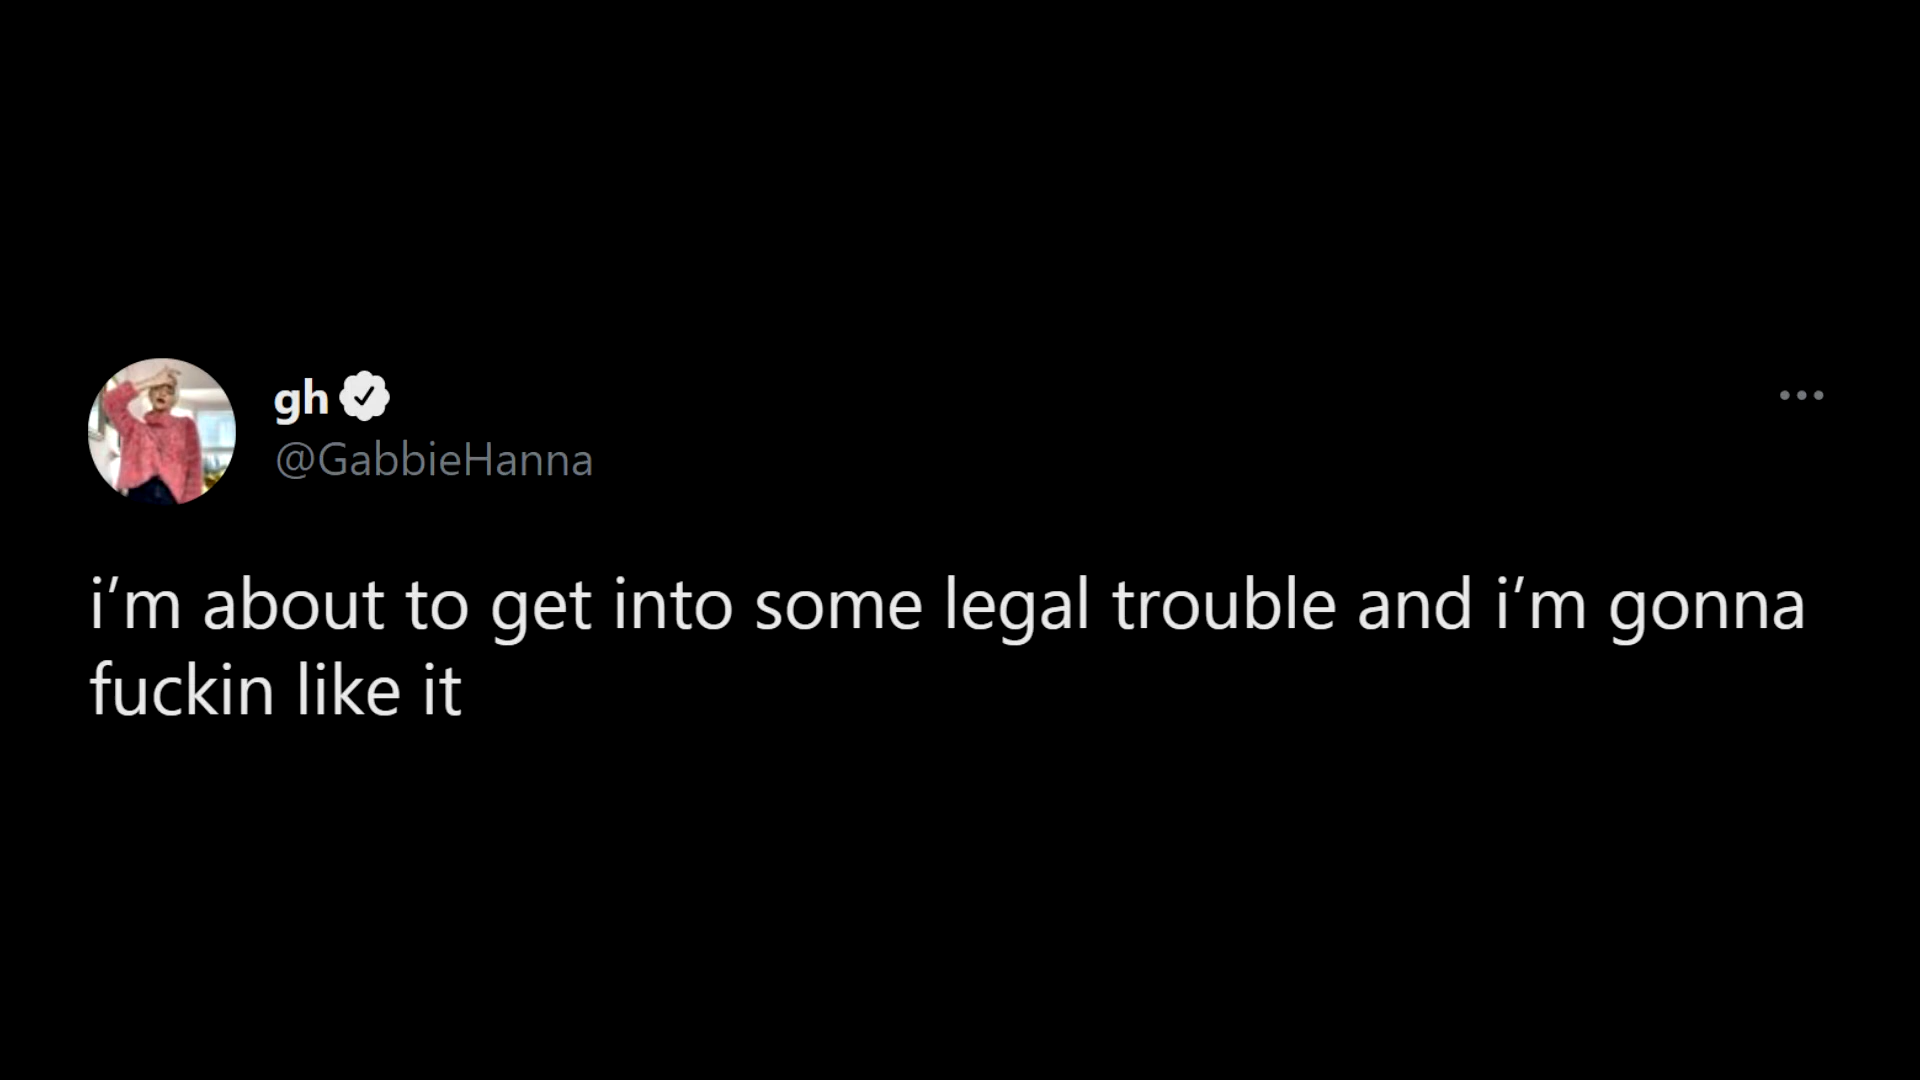 gh
@GabbieHanna
i’m about to get into some legal trouble and i’m gonna
fuckin like it